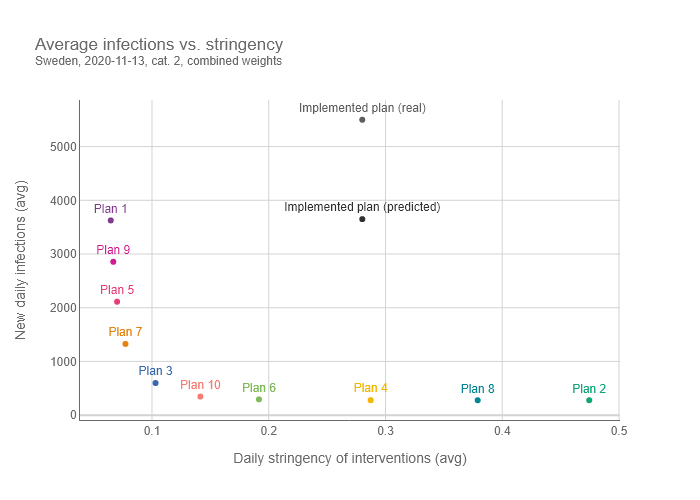 Average infections vs. stringency
Sweden, 2020-11-13, cat. 2, combined weights
Implemented plan (real)
5000
4000
Plan 1
Implemented plan (predicted)
3000
Plan 9
Plan 5
2000
Plan 7
1000
Plan 3
Plan 10
Plan 6
Plan 4
Plan 8
Plan 2
0
0.1
0.2
0.3
0.4
0.5
New daily infections (avg)
Daily stringency of interventions (avg)